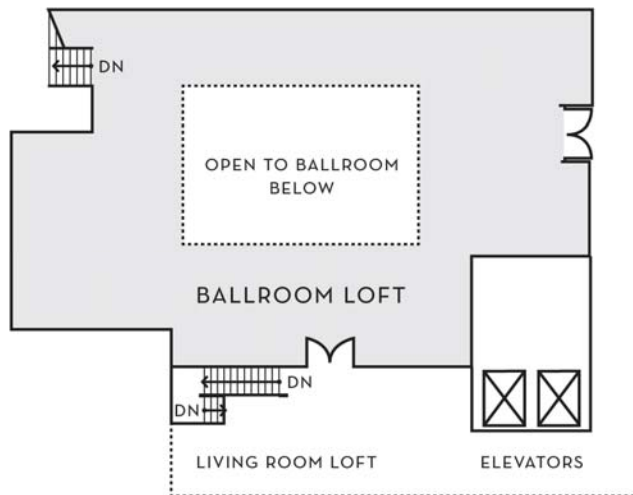 DN
OPEN TO BALLROOM
BELOW
BALLROOM LOFT
DN
DN
LIVING ROOM LOFT
ELEVATORS